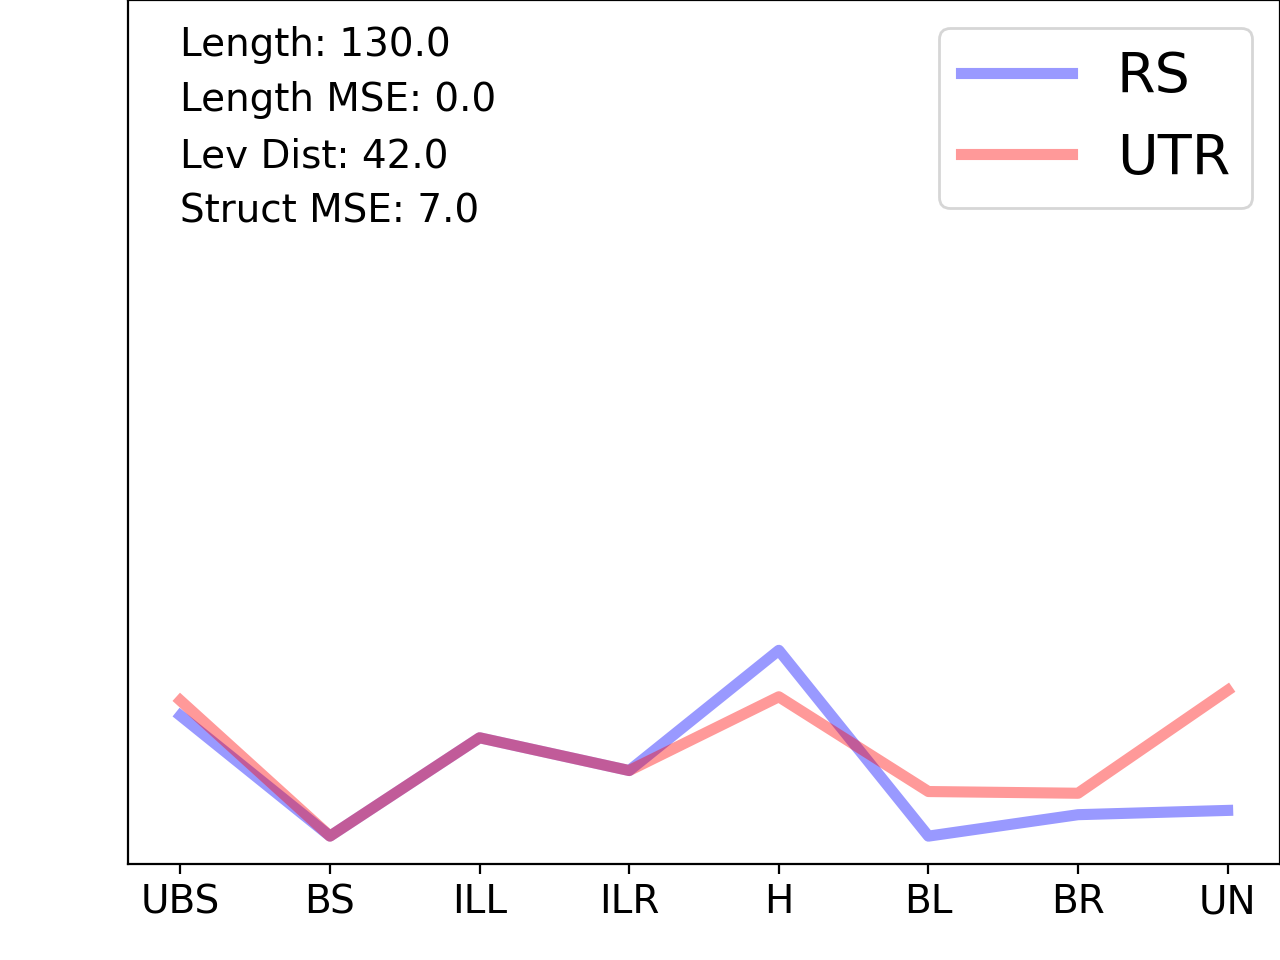 Length: 130.0
Length MSE: 0.0
Lev Dist: 42.0
Struct MSE: 7.0
RS
UTR
UBS BS ILL ILR H BL BR UN